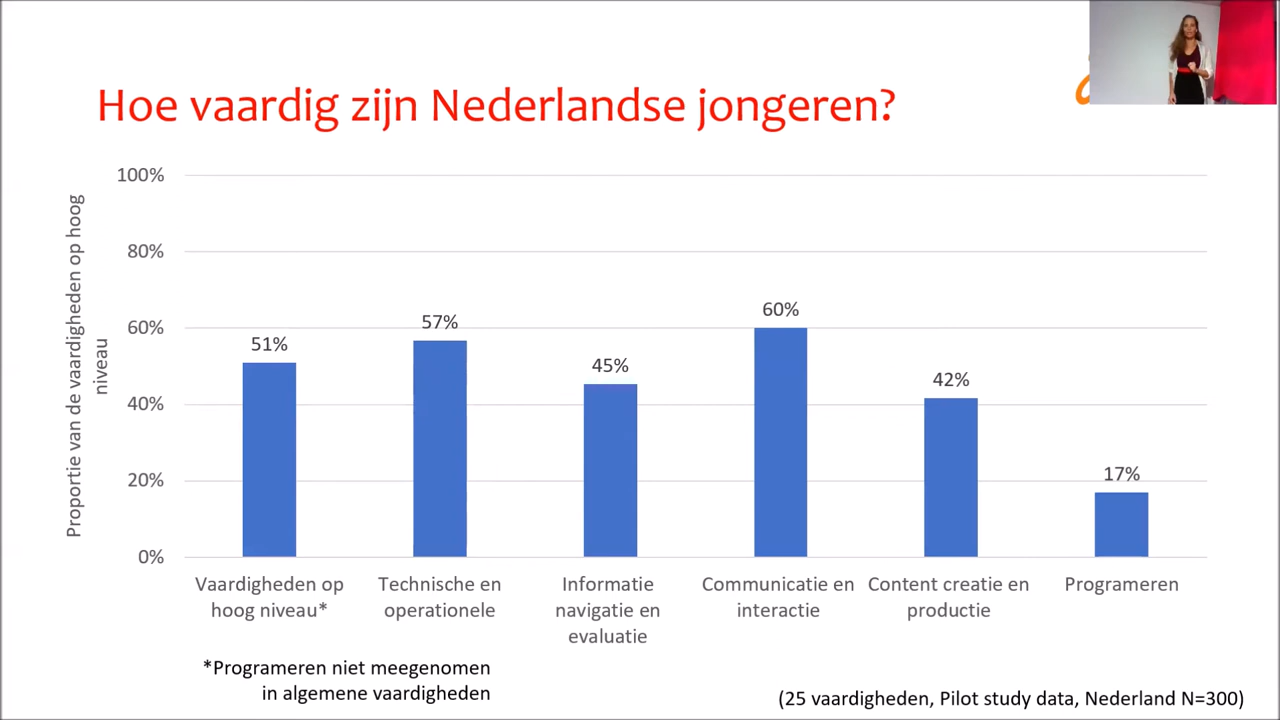 Hoe vaardig zijn Nederlandse jongeren?
Proportie van de vaardigheden op hoog
niveau
100%
80%
60%
40%
20%
0%
51%
57%
45%
60%
42%
17%
Vaardigheden op
hoog niveau*
Technische en
operationele
Informatie
navigatie en
evaluatie
Communicatie en
interactie
Content creatie en
productie
Programeren
*Programeren niet meegenomen
in algemene vaardigheden
(25 vaardigheden, Pilot study data, Nederland N=300)